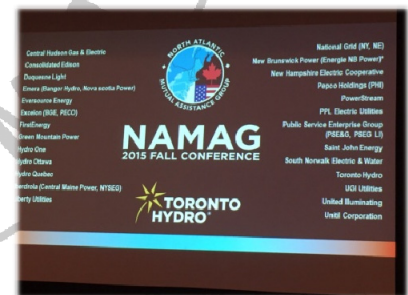 Central Hudson Gas & Electric
Consolidated Edison
Duquesne Light
Emera (Bangor Hydro, Nova scotia Power)
Eversource Energy
Exelon (BGE, PECO)
FirstEnergy
Green Mountain Power
Hydro One
Hydro Ottawa
Hydro Quebec
Iberdrola (Central Maine Power, NYSEG)
Liberty Utilities
NORTH ATLANTIC
MUTUAL ASSISTANCE GROUP
NAMAG
2015 FALL CONFERENCE
TORONTO
HYDRO
National Grid (NY, NE)
New Brunswick Power (Energie NB Power)*
New Hampshire Electric Cooperative
Pepco Holdings (PHI)
PowerStream
PPL Electric Utilities
Public Service Enterprise Group
(PSE&G, PSEG LI)
Saint John Energy
South Norwalk Electric & Water
Toronto Hydro
UGI Utilities
United Illuminating
Unitil Corporation